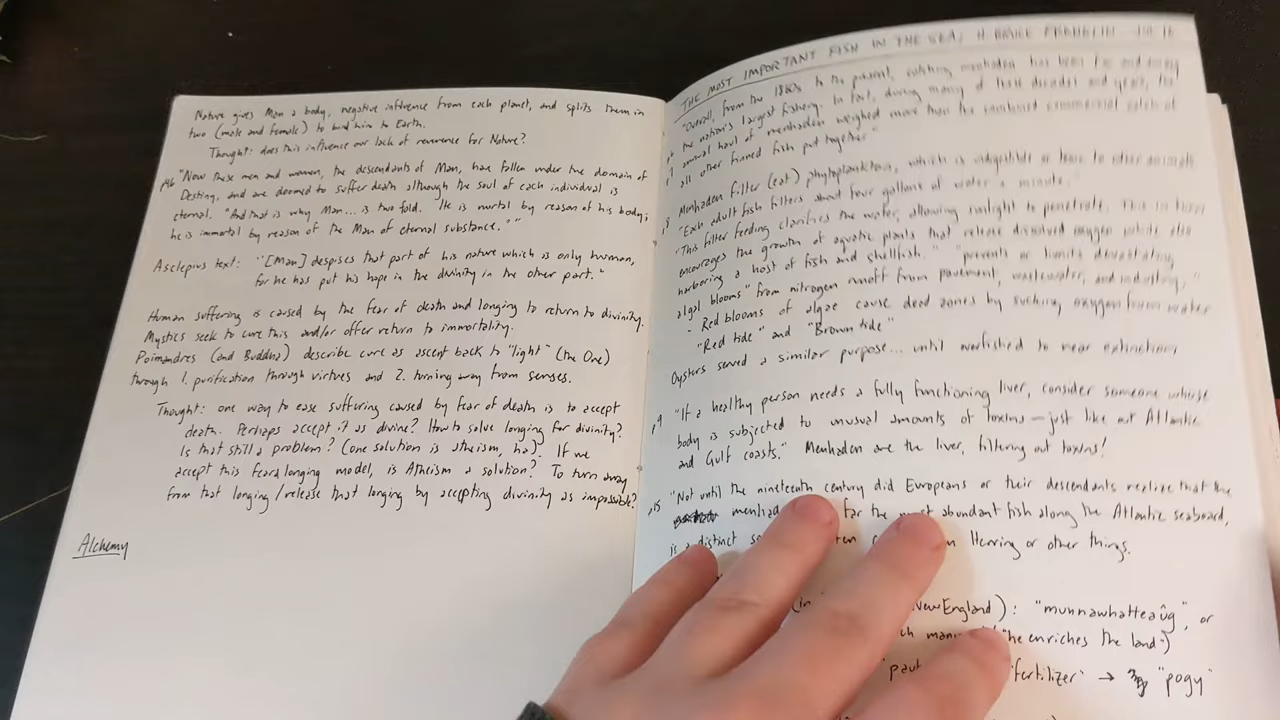 Nature gives Man a body, negative influence from each planet, and splits them in
two (male and female) to bind him to Earth.
Thought: does this influence our lack of reverence for Nature?
p46 "Now these men and women, the descendants of Man, have fallen under the domain of
Destiny, and are doomed to suffer death although the soul of each individual is
eternal. "And that is why Man... is two fold. He is mortal by reason of his body;
he is immortal by reason of the Man of eternal substance.""
Asclepius text: "[Man] despises that part of his nature which is only human,
for he has put his hope in the divinity in the other part."
Human suffering is caused by the fear of death and longing to return to divinity.
Mystics seek to cure this and/or offer return to immortality.
Poimandres (and Buddha) describe cure as ascent back to "light" (the One)
through 1. purification through virtues and 2. turning away from senses.
Thought: one way to ease suffering caused by fear of death is to accept
death. Perhaps accept it as divine? How to solve longing for divinity?
Is that still a problem? (one solution is atheism, ha). If we
accept this fear/longing model, is Atheism a solution? To turn away
from that longing/release that longing by accepting divinity as impossible?
Alchemy
THE MOST IMPORTANT FISH IN THE SEA, H. BRUCE FRANKLIN
"Overall, from the 1860s to the present, catching menhaden has been far and away
the nation's largest fishery. In fact, during many of these decades and years, the
annual haul of menhaden weighed more than the combined commercial catch of
all other finned fish put together"
Menhaden filter (eat) phytoplankton, which is indigestible or toxic to other animals
"Each adult fish filters about four gallons of water a minute."
"This filter feeding clarifies the water, allowing sunlight to penetrate. This in turn
encourages the growth of aquatic plants that release dissolved oxygen while also
harboring a host of fish and shellfish." "prevents or limits devastating
algal blooms" from nitrogen runoff from pavement, wastewater, and industry.
- Red blooms of algae cause dead zones by sucking oxygen from water
"Red tide" and "Brown tide"
Oysters served a similar purpose... until overfished to near extinction
p9 "If a healthy person needs a fully functioning liver, consider someone whose
body is subjected to unusual amounts of toxins — just like our Atlantic
and Gulf coasts." Menhaden are the liver, filtering out toxins!
p15 "Not until the nineteenth century did Europeans or their descendants realize that the
far the most abundant fish along the Atlantic seaboard,
is a distinct Herring or other things.
New England): "munnawhatteaûg", or
"he enriches the land")
"fertilizer" → "pogy"